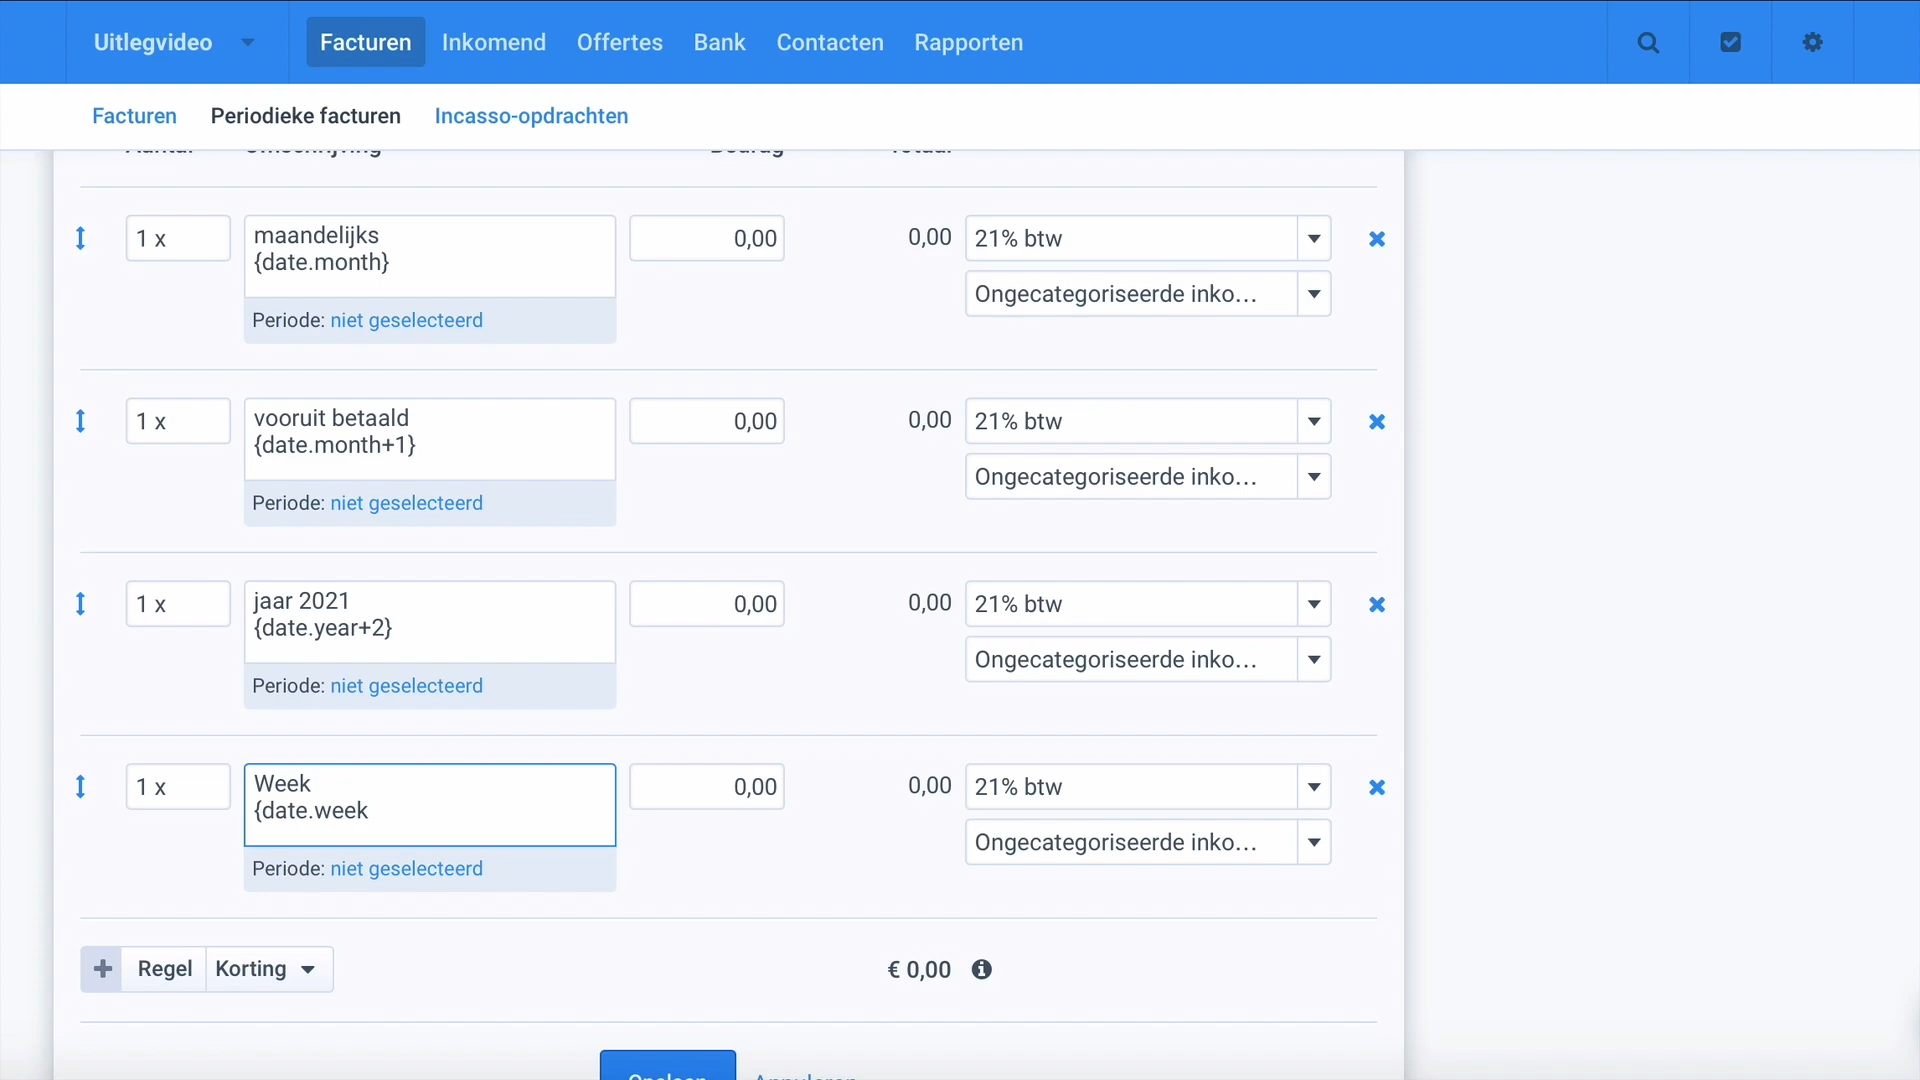 Uitlegvideo
Facturen Inkomend Offertes Bank Contacten Rapporten
Facturen Periodieke facturen Incasso-opdrachten
1 x
maandelijks
{date.month}
0,00
0,00
21% btw
Ongecategoriseerde inko…
Periode: niet geselecteerd
1 x
vooruit betaald
{date.month+1}
0,00
0,00
21% btw
Ongecategoriseerde inko…
Periode: niet geselecteerd
1 x
jaar 2021
{date.year+2}
0,00
0,00
21% btw
Ongecategoriseerde inko…
Periode: niet geselecteerd
1 x
Week
{date.week
0,00
0,00
21% btw
Ongecategoriseerde inko…
Periode: niet geselecteerd
Regel Korting
€ 0,00